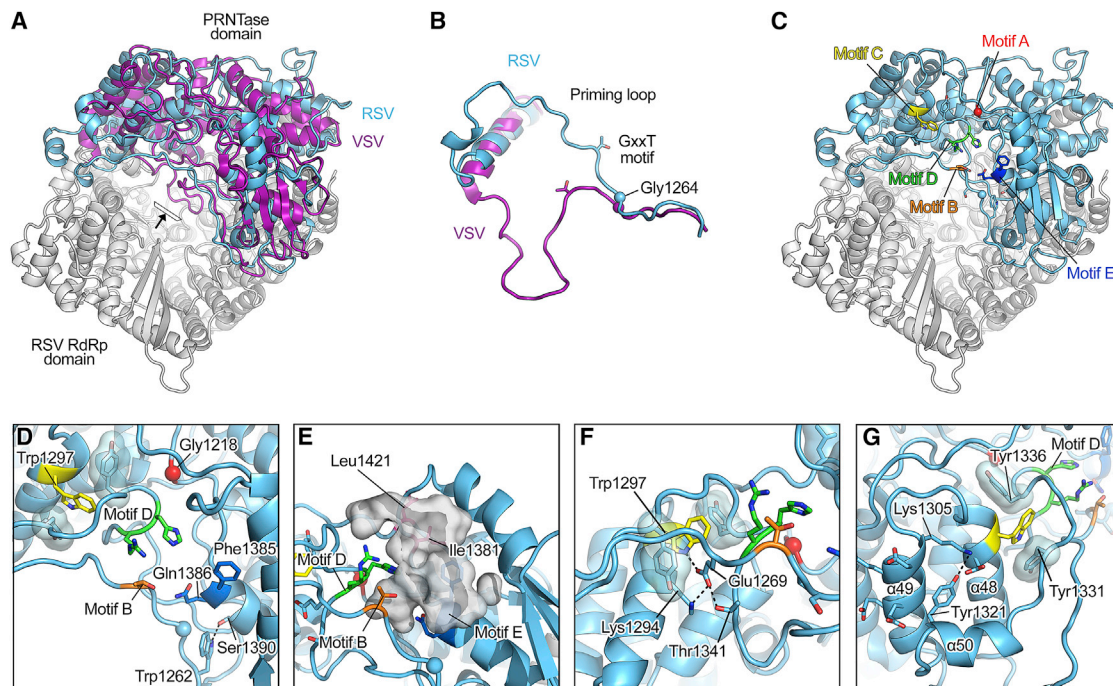 A
PRNTase
domain
RSV
VSV
RSV RdRp
domain
B
RSV
Priming loop
GxxT
motif
Gly1264
VSV
C
Motif A
Motif C
Motif D
Motif B
Motif E
D
Gly1218
Trp1297
Motif D
Phe1385
Gln1386
Motif B
Ser1390
Trp1262
E
Leu1421
Ile1381
Motif D
Motif B
Motif E
F
Trp1297
Glu1269
Lys1294
Thr1341
G
Motif D
Tyr1336
Lys1305
α49
α48
Tyr1331
Tyr1321
α50